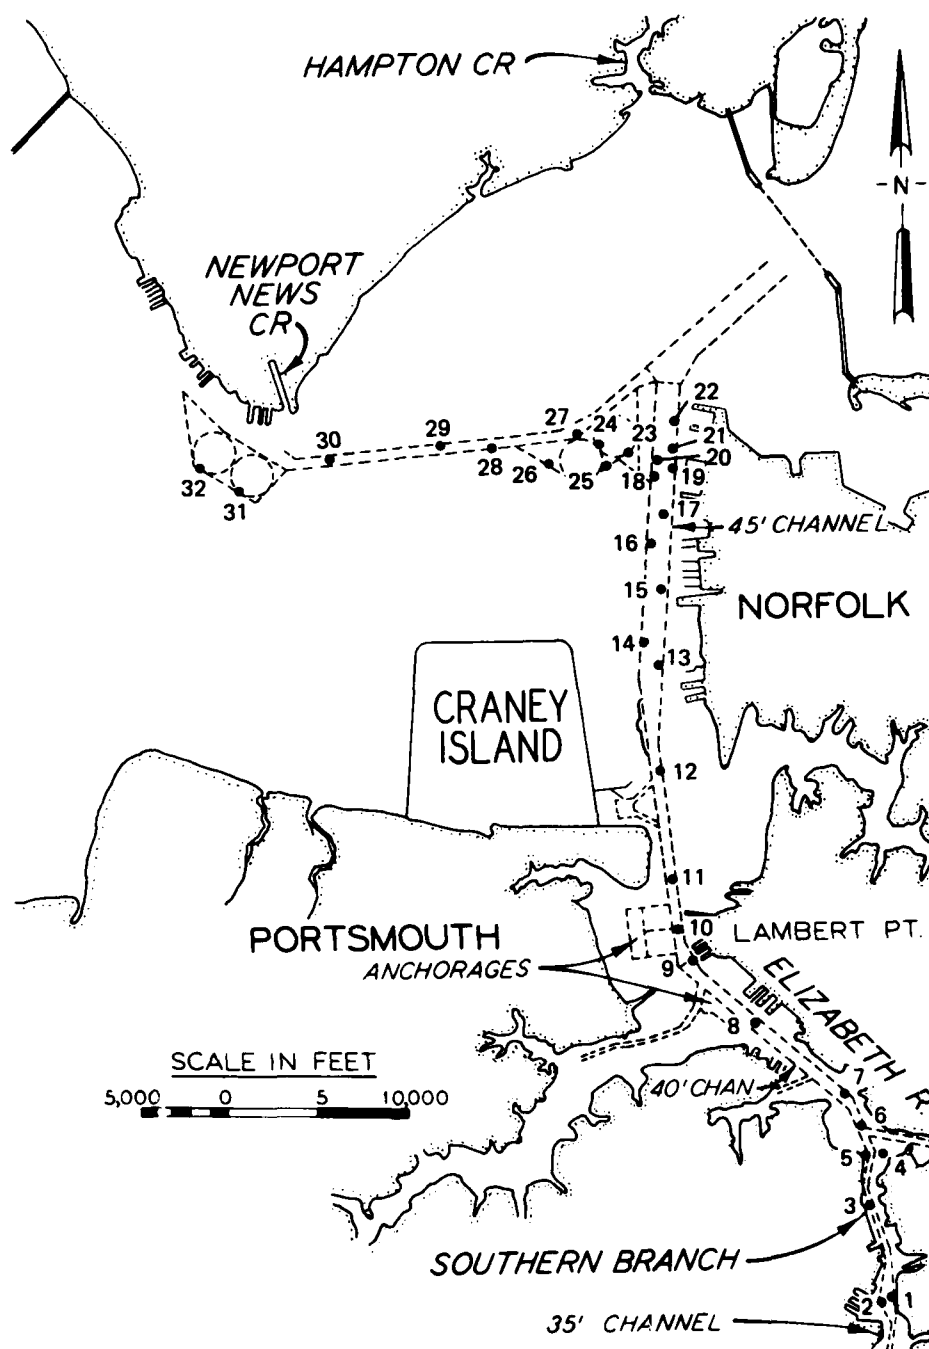 HAMPTON CR
-N-
NEWPORT
NEWS
CR
22
27
24
29
23
21
30
20
28
26
25
18
19
32
31
17
45' CHANNEL
16
15
NORFOLK
14
13
CRANEY
ISLAND
12
11
PORTSMOUTH
10
LAMBERT PT.
ANCHORAGES
9
ELIZABETH R.
8
SCALE IN FEET
5,000 0 5 10,000
40' CHAN
7
6
5
4
3
SOUTHERN BRANCH
2
1
35' CHANNEL